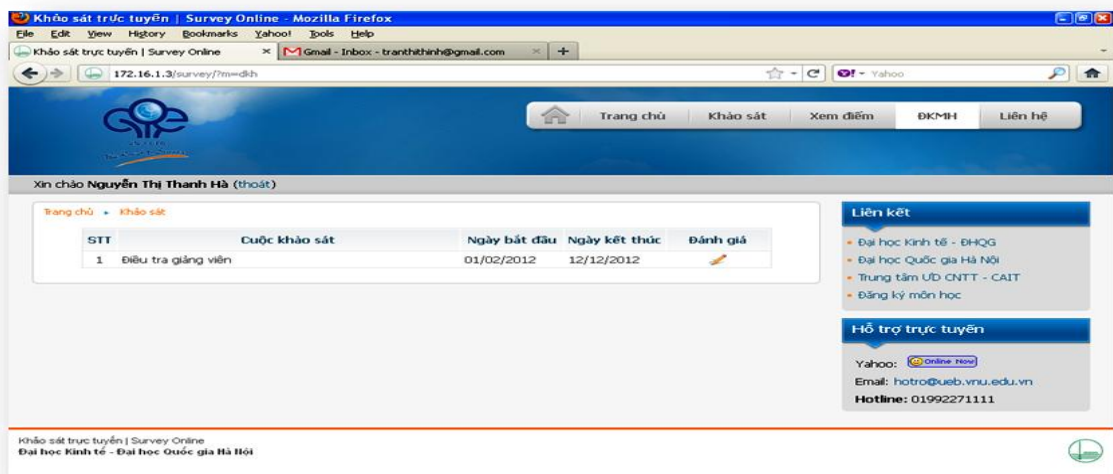 Khảo sát trực tuyến | Survey Online - Mozilla Firefox
File Edit View History Bookmarks Yahoo! Tools Help
Khảo sát trực tuyến | Survey Online × Gmail - Inbox - tranthithinh@gmail.com × +
172.16.1.3/survey/?m=dkh Yahoo
Trang chủ Khảo sát Xem điểm ĐKMH Liên hệ
Xin chào Nguyễn Thị Thanh Hà (thoát)
Trang chủ Khảo sát
STT Cuộc khảo sát Ngày bắt đầu Ngày kết thúc Đánh giá
1 Điều tra giảng viên 01/02/2012 12/12/2012
Liên kết
Đại học Kinh tế - ĐHQG
Đại học Quốc gia Hà Nội
Trung tâm ƯD CNTT - CAIT
Đăng ký môn học
Hỗ trợ trực tuyến
Yahoo: Online Now
Email: hotro@ueb.vnu.edu.vn
Hotline: 01992271111
Khảo sát trực tuyến | Survey Online
Đại học Kinh tế - Đại học Quốc gia Hà Nội